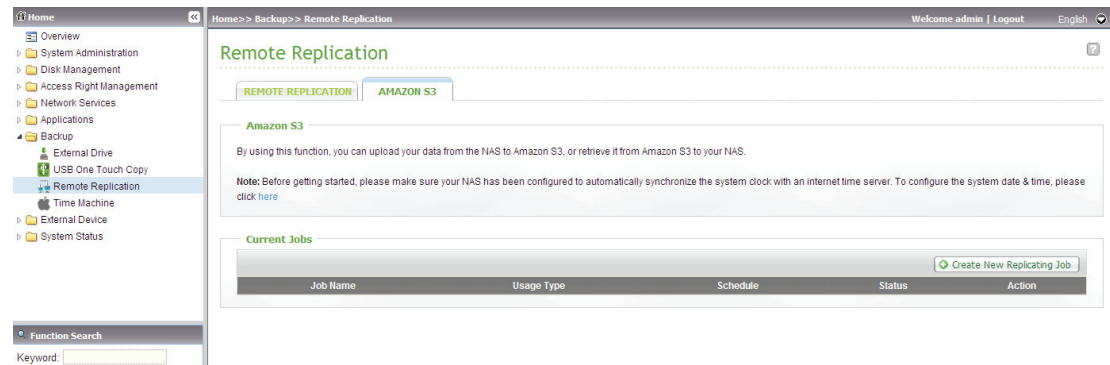 Home
Overview
System Administration
Disk Management
Access Right Management
Network Services
Applications
Backup
External Drive
USB One Touch Copy
Remote Replication
Time Machine
External Device
System Status
Function Search
Keyword:
Home>> Backup>> Remote Replication
Welcome admin | Logout
English
Remote Replication
REMOTE REPLICATION
AMAZON S3
Amazon S3
By using this function, you can upload your data from the NAS to Amazon S3, or retrieve it from Amazon S3 to your NAS.
Note: Before getting started, please make sure your NAS has been configured to automatically synchronize the system clock with an internet time server. To configure the system date & time, please
click here
Current Jobs
Create New Replicating Job
Job Name Usage Type Schedule Status Action